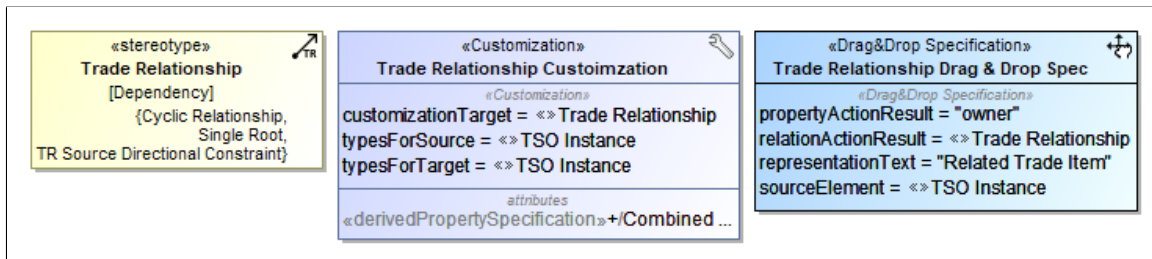 «stereotype»
TR
Trade Relationship
[Dependency]
{Cyclic Relationship,
Single Root,
TR Source Directional Constraint}
«Customization»
Trade Relationship Custoimzation
«Customization»
customizationTarget = «»Trade Relationship
typesForSource = «»TSO Instance
typesForTarget = «»TSO Instance
attributes
«derivedPropertySpecification»+/Combined ...
«Drag&Drop Specification»
Trade Relationship Drag & Drop Spec
«Drag&Drop Specification»
propertyActionResult = "owner"
relationActionResult = «»Trade Relationship
representationText = "Related Trade Item"
sourceElement = «»TSO Instance